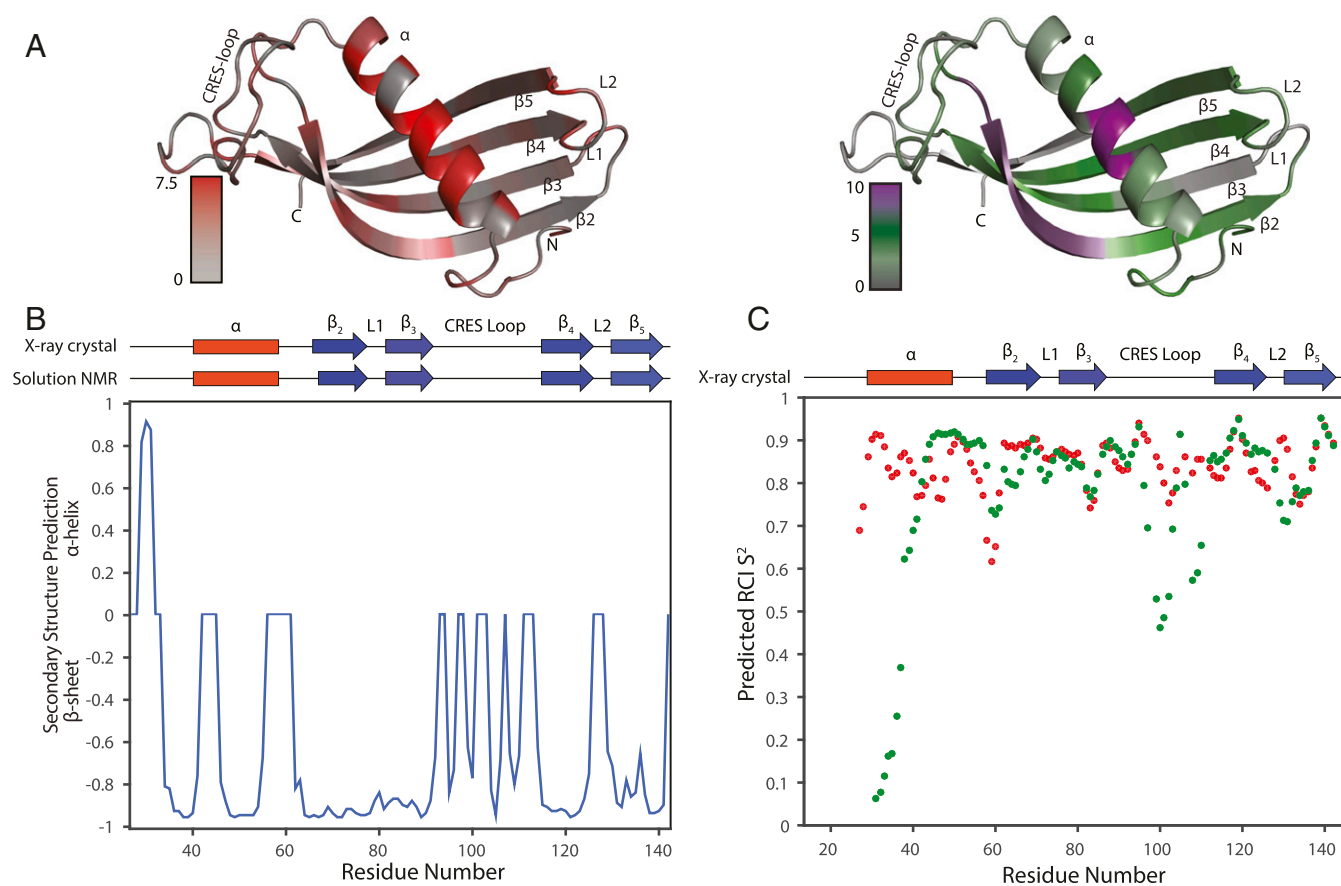 A
CRES-loop
α
L2
β5
β4
L1
β3
β2
N
C
7.5
0
CRES-loop
α
L2
β5
β4
L1
β3
β2
N
C
10
5
0
B
α β2 L1 β3 CRES Loop β4 L2 β5
X-ray crystal
Solution NMR
Secondary Structure Prediction
β-sheet α-helix
1
0.8
0.6
0.4
0.2
0
-0.2
-0.4
-0.6
-0.8
-1
40 60 80 100 120 140
Residue Number
C
α β2 L1 β3 CRES Loop β4 L2 β5
X-ray crystal
Predicted RCI S2
1
0.9
0.8
0.7
0.6
0.5
0.4
0.3
0.2
0.1
0
20 40 60 80 100 120 140
Residue Number